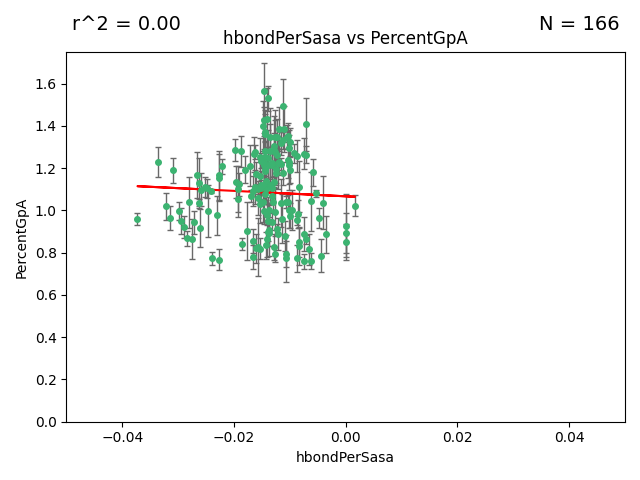 r^2 = 0.00
N = 166
hbondPerSasa vs PercentGpA
PercentGpA
1.6
1.4
1.2
1.0
0.8
0.6
0.4
0.2
0.0
−0.04 −0.02 0.00 0.02 0.04
hbondPerSasa